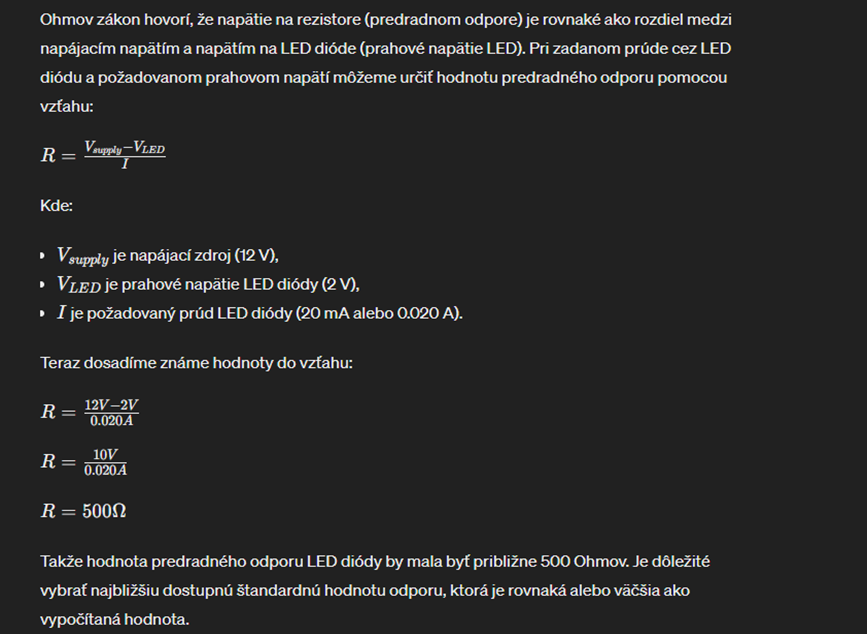 Ohmov zákon hovorí, že napätie na rezistore (predradnom odpore) je rovnaké ako rozdiel medzi
napájacím napätím a napätím na LED dióde (prahové napätie LED). Pri zadanom prúde cez LED
diódu a požadovanom prahovom napätí môžeme určiť hodnotu predradného odporu pomocou
vzťahu:
R = \frac{V_{supply}-V_{LED}}{I}
Kde:
• V_{supply} je napájací zdroj (12 V),
• V_{LED} je prahové napätie LED diódy (2 V),
• I je požadovaný prúd LED diódy (20 mA alebo 0.020 A).
Teraz dosadíme známe hodnoty do vzťahu:
R = \frac{12V-2V}{0.020A}
R = \frac{10V}{0.020A}
R = 500Ω
Takže hodnota predradného odporu LED diódy by mala byť približne 500 Ohmov. Je dôležité
vybrať najbližšiu dostupnú štandardnú hodnotu odporu, ktorá je rovnaká alebo väčšia ako
vypočítaná hodnota.